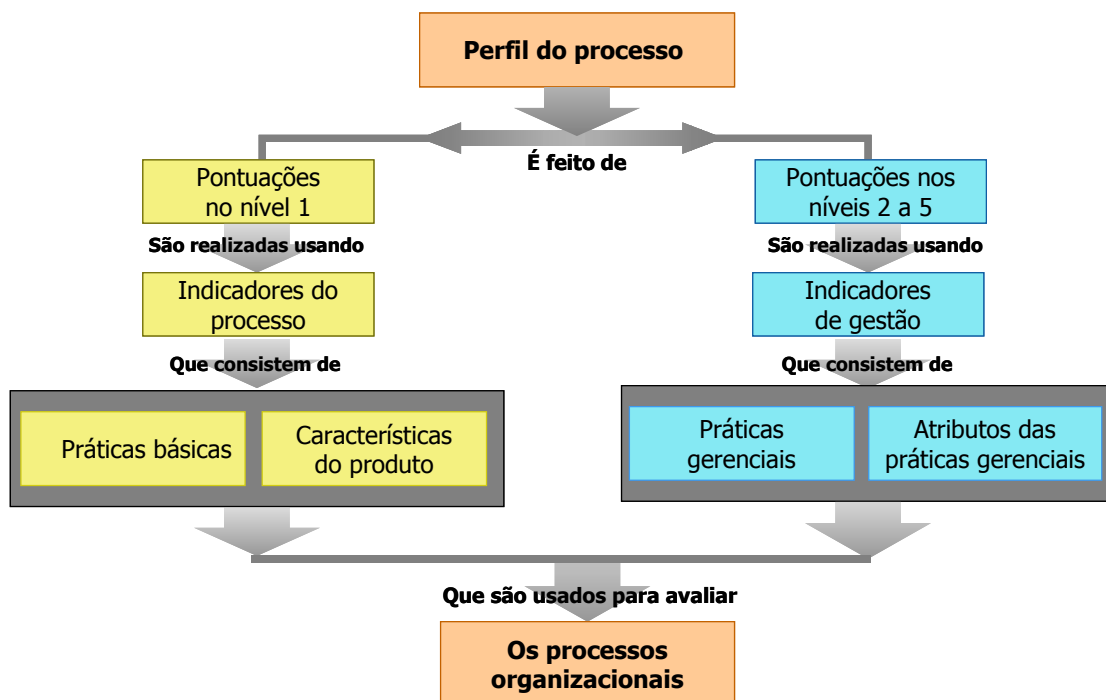 Perfil do processo
É feito de
Pontuações
no nível 1
Pontuações nos
níveis 2 a 5
São realizadas usando
São realizadas usando
Indicadores do
processo
Indicadores
de gestão
Que consistem de
Que consistem de
Práticas básicas
Características
do produto
Práticas
gerenciais
Atributos das
práticas gerenciais
Que são usados para avaliar
Os processos
organizacionais